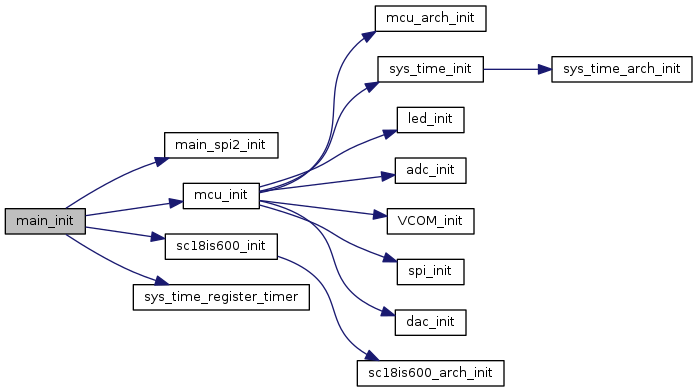 mcu_arch_init
sys_time_init
sys_time_arch_init
led_init
main_spi2_init
adc_init
mcu_init
main_init
VCOM_init
sc18is600_init
spi_init
sys_time_register_timer
dac_init
sc18is600_arch_init